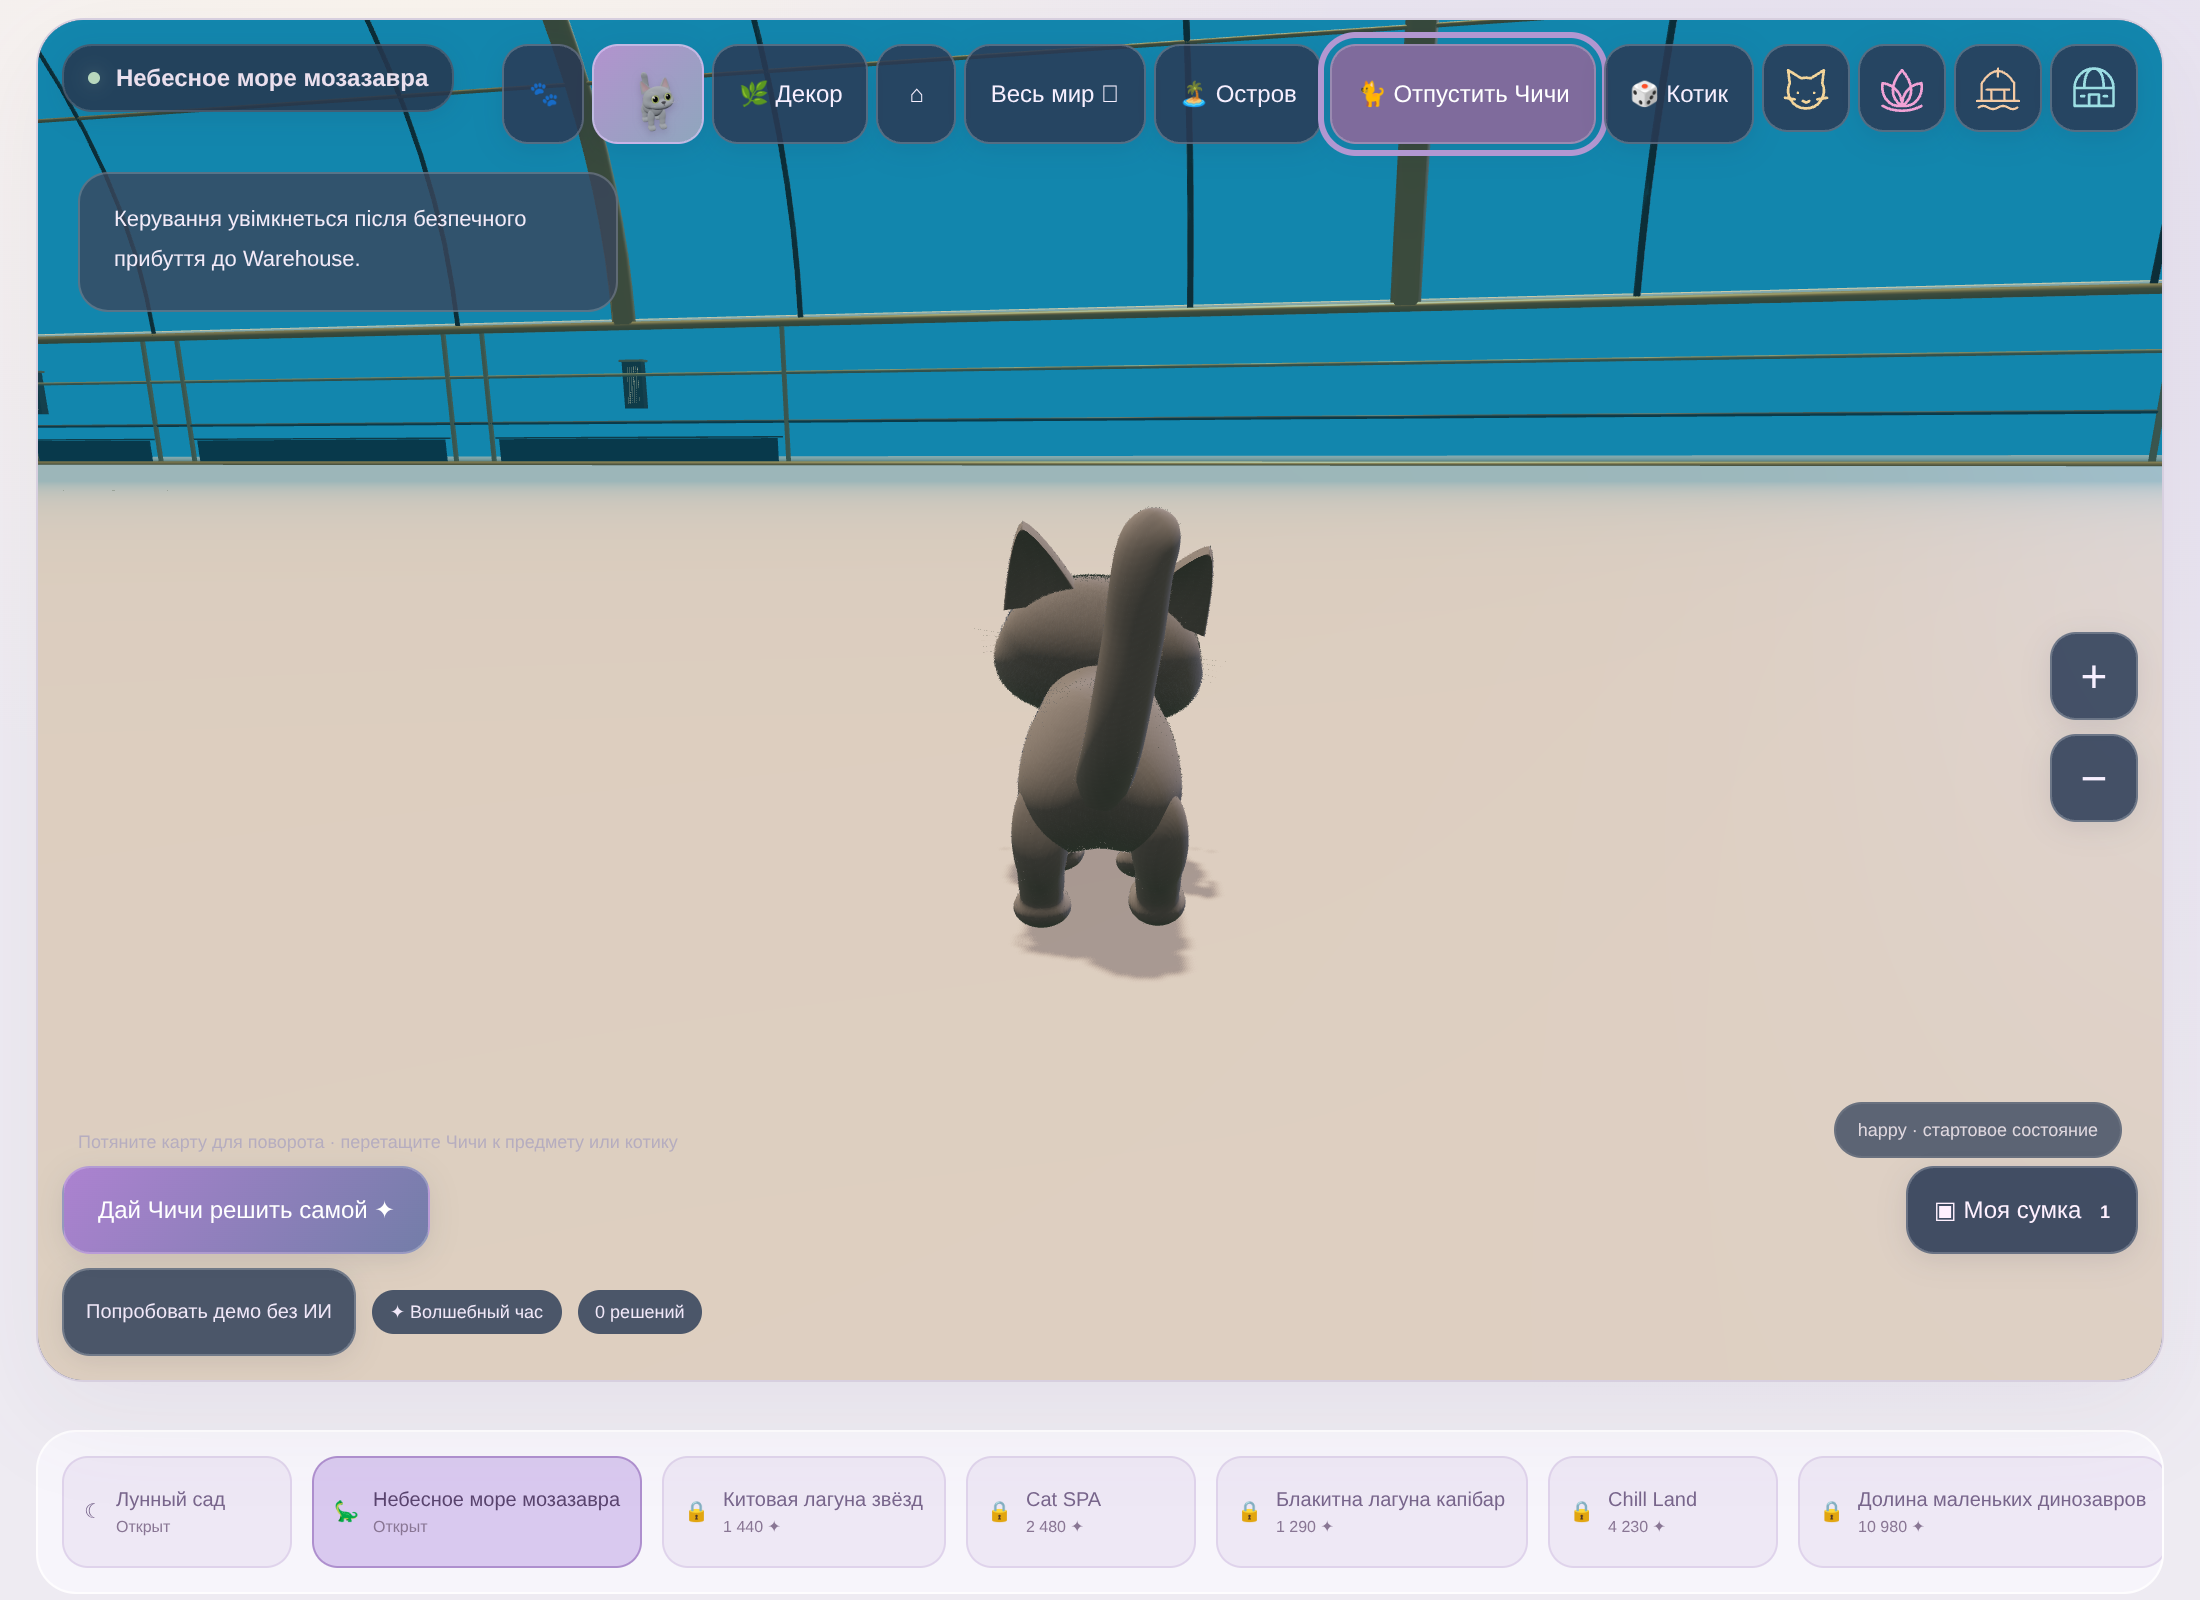 Небесное море мозазавра
Декор
Весь мир
Остров
Отпустить Чичи
Котик
Керування увімкнеться після безпечного
прибуття до Warehouse.
+
−
Потяните карту для поворота · перетащите Чичи к предмету или котику
happy · стартовое состояние
Дай Чичи решить самой ✦
Моя сумка 1
Попробовать демо без ИИ
✦ Волшебный час
0 решений
Лунный сад
Открыт
Небесное море мозазавра
Открыт
Китовая лагуна звёзд
1 440 ✦
Cat SPA
2 480 ✦
Блакитна лагуна капібар
1 290 ✦
Chill Land
4 230 ✦
Долина маленьких динозавров
10 980 ✦